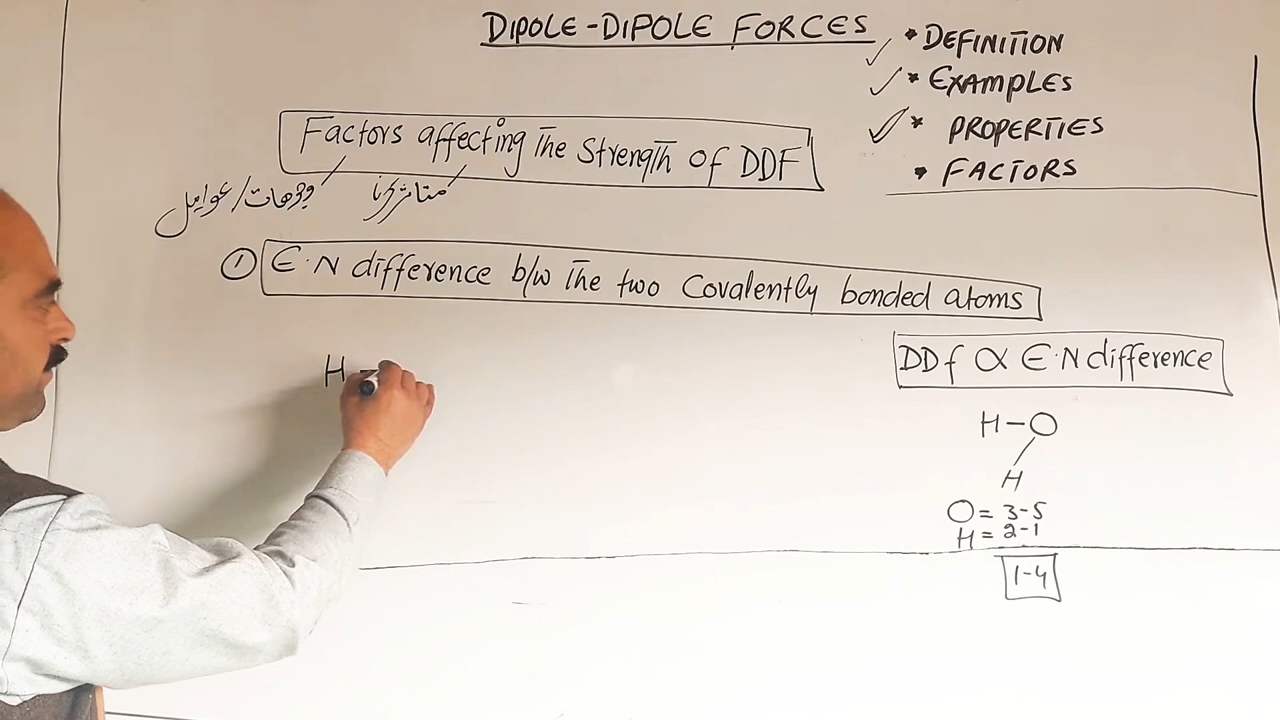 DIPOLE-DIPOLE FORCES
* DEFINITION
* EXAMPLES
* PROPERTIES
• FACTORS
Factors affecting The Strength of DDF
وجوہات/عوامل متاثر کرنا
① E.N difference b/w The two Covalently bonded atoms
DDf ∝ E.N difference
H-O
H
O = 3-5
H = 2-1
1-4
H -